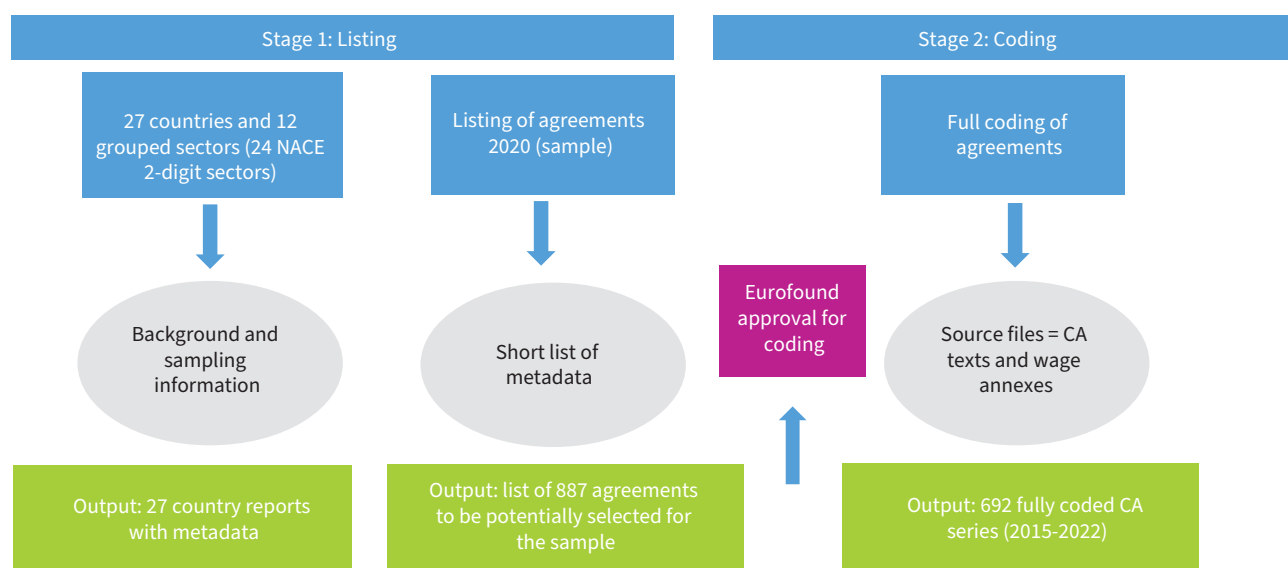 Stage 1: Listing
Stage 2: Coding
27 countries and 12
grouped sectors (24 NACE
2-digit sectors)
Listing of agreements
2020 (sample)
Full coding of
agreements
Background and
sampling
information
Short list of
metadata
Eurofound
approval for
coding
Source files = CA
texts and wage
annexes
Output: 27 country reports
with metadata
Output: list of 887 agreements
to be potentially selected for
the sample
Output: 692 fully coded CA
series (2015-2022)